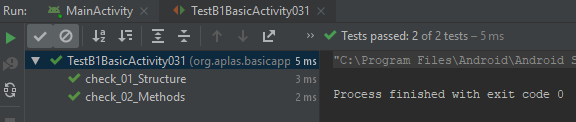 Run: MainActivity TestB1BasicActivity031
Tests passed: 2 of 2 tests – 5 ms
TestB1BasicActivity031 (org.aplas.basicapp 5 ms
check_01_Structure 3 ms
check_02_Methods 2 ms
"C:\Program Files\Android\Android S
Process finished with exit code 0